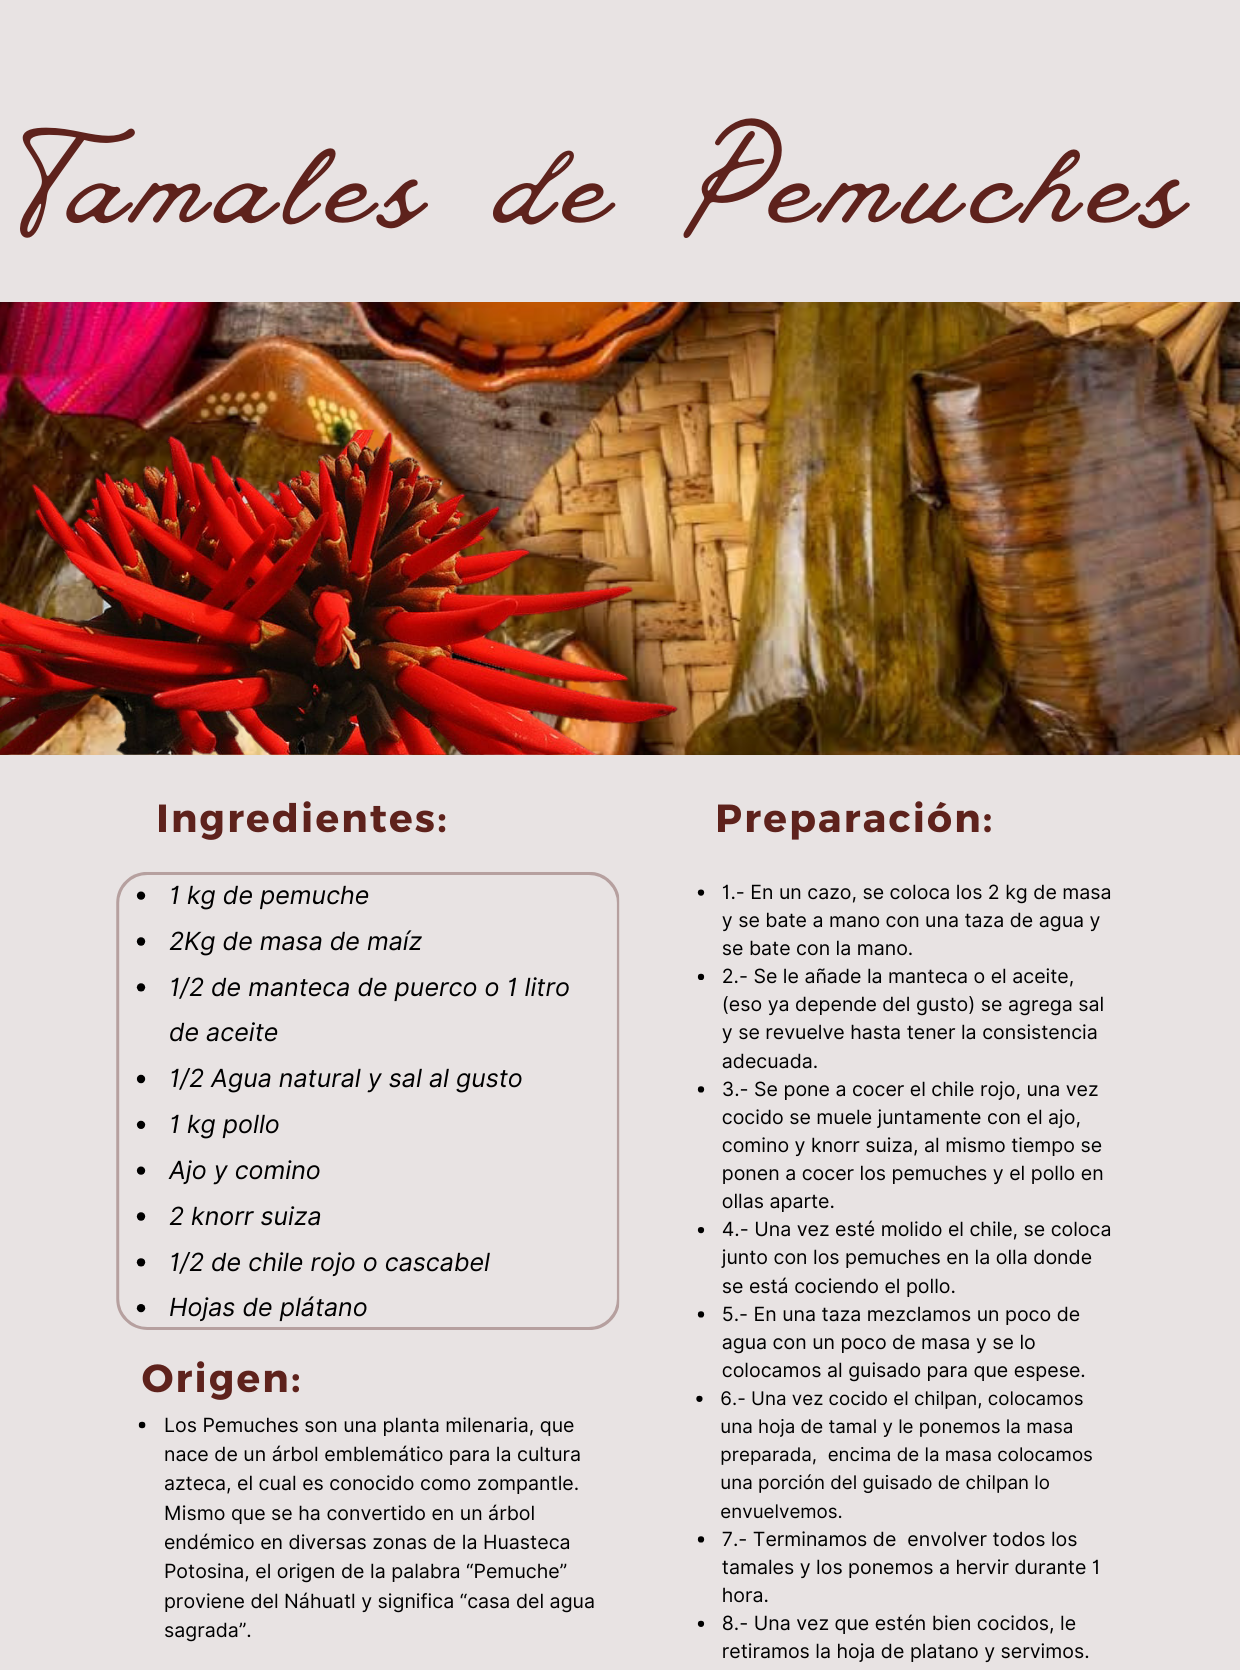 Tamales de Pemuches
Ingredientes:
• 1 kg de pemuche
• 2Kg de masa de maíz
• 1/2 de manteca de puerco o 1 litro
de aceite
• 1/2 Agua natural y sal al gusto
• 1 kg pollo
• Ajo y comino
• 2 knorr suiza
• 1/2 de chile rojo o cascabel
• Hojas de plátano
Origen:
• Los Pemuches son una planta milenaria, que
nace de un árbol emblemático para la cultura
azteca, el cual es conocido como zompantle.
Mismo que se ha convertido en un árbol
endémico en diversas zonas de la Huasteca
Potosina, el origen de la palabra “Pemuche”
proviene del Náhuatl y significa “casa del agua
sagrada”.
Preparación:
• 1.- En un cazo, se coloca los 2 kg de masa
y se bate a mano con una taza de agua y
se bate con la mano.
• 2.- Se le añade la manteca o el aceite,
(eso ya depende del gusto) se agrega sal
y se revuelve hasta tener la consistencia
adecuada.
• 3.- Se pone a cocer el chile rojo, una vez
cocido se muele juntamente con el ajo,
comino y knorr suiza, al mismo tiempo se
ponen a cocer los pemuches y el pollo en
ollas aparte.
• 4.- Una vez esté molido el chile, se coloca
junto con los pemuches en la olla donde
se está cociendo el pollo.
• 5.- En una taza mezclamos un poco de
agua con un poco de masa y se lo
colocamos al guisado para que espese.
• 6.- Una vez cocido el chilpan, colocamos
una hoja de tamal y le ponemos la masa
preparada,  encima de la masa colocamos
una porción del guisado de chilpan lo
envuelvemos.
• 7.- Terminamos de  envolver todos los
tamales y los ponemos a hervir durante 1
hora.
• 8.- Una vez que estén bien cocidos, le
retiramos la hoja de platano y servimos.